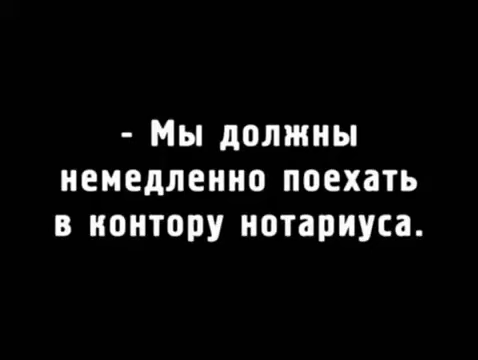 - Мы должны
немедленно поехать
в контору нотариуса.